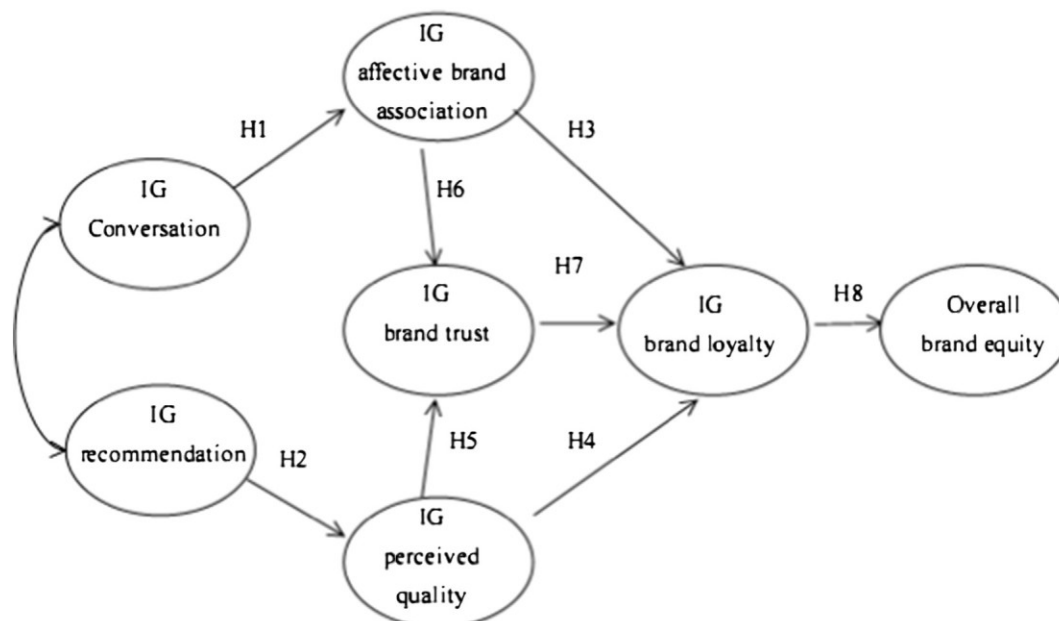 IG
affective brand
association
H1
H3
IG
Conversation
H6
H7
IG
brand trust
IG
brand loyalty
H8
Overall
brand equity
IG
recommendation
H2
H5
H4
IG
perceived
quality